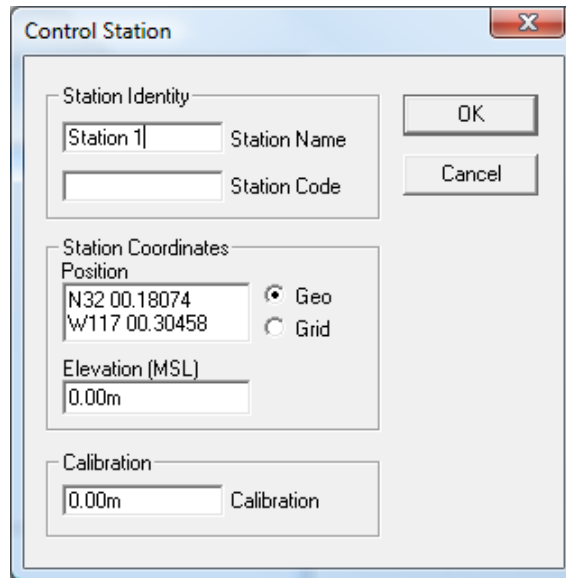 Control Station
Station Identity
Station 1 Station Name
Station Code
OK
Cancel
Station Coordinates
Position
N32 00.18074
W117 00.30458
Geo
Grid
Elevation (MSL)
0.00m
Calibration
0.00m Calibration